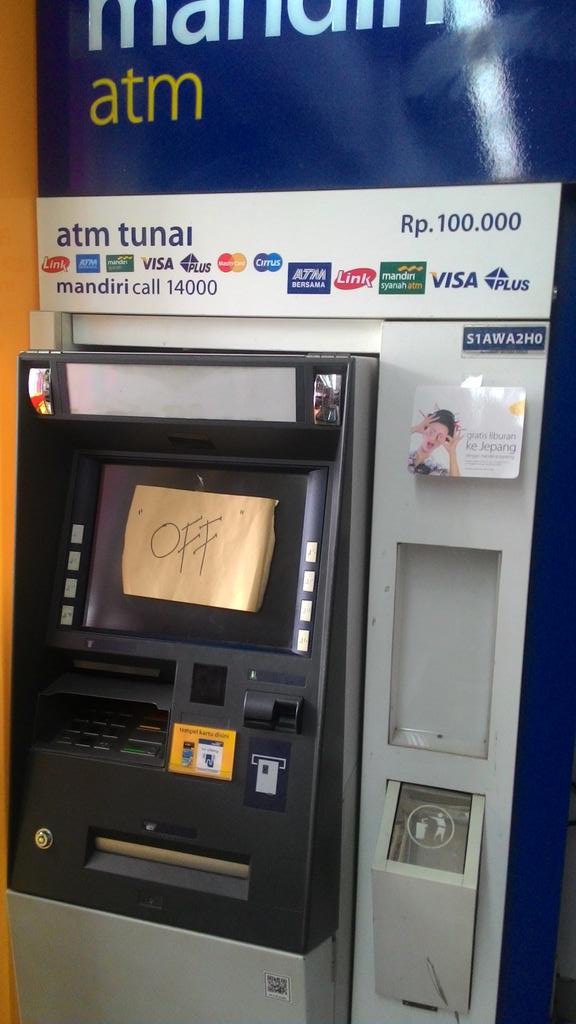 mandiri
atm
atm tunai
Rp.100.000
Link ATM mandiri VISA PLUS MasterCard Cirrus
ATM BERSAMA Link mandiri syariah atm VISA PLUS
mandiri call 14000
S1AWA2H0
gratis liburan
ke Jepang
" OFF "
tempel kartu disini